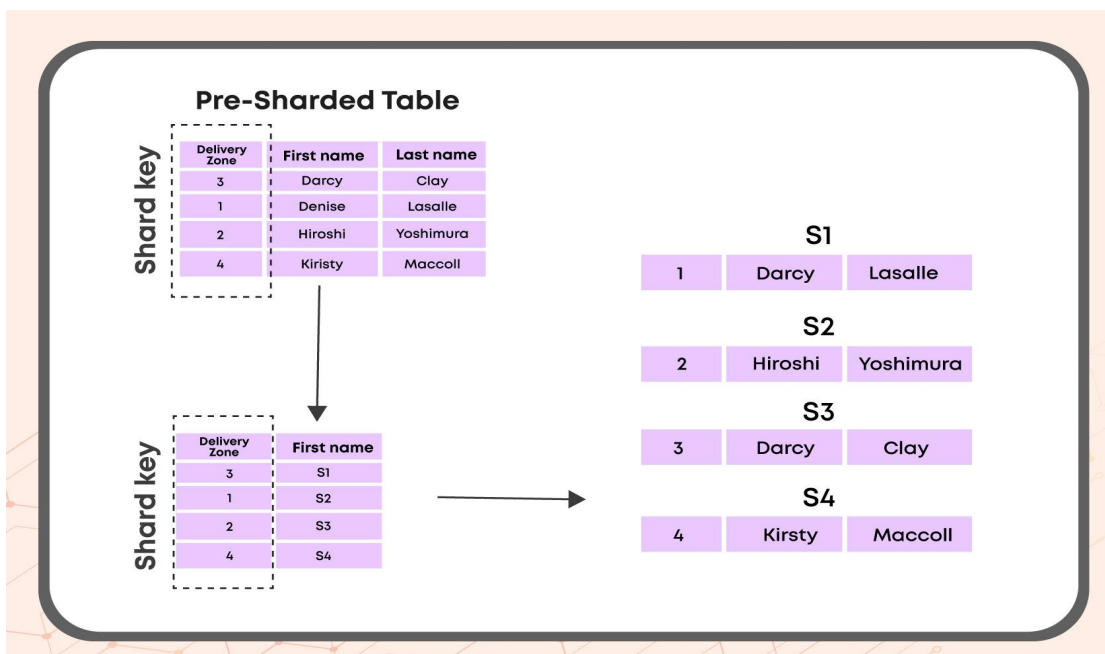 Pre-Sharded Table
Shard key
Delivery Zone First name Last name
3 Darcy Clay
1 Denise Lasalle
2 Hiroshi Yoshimura
4 Kiristy Maccoll
Shard key
Delivery Zone First name
3 S1
1 S2
2 S3
4 S4
S1
1 Darcy Lasalle
S2
2 Hiroshi Yoshimura
S3
3 Darcy Clay
S4
4 Kirsty Maccoll